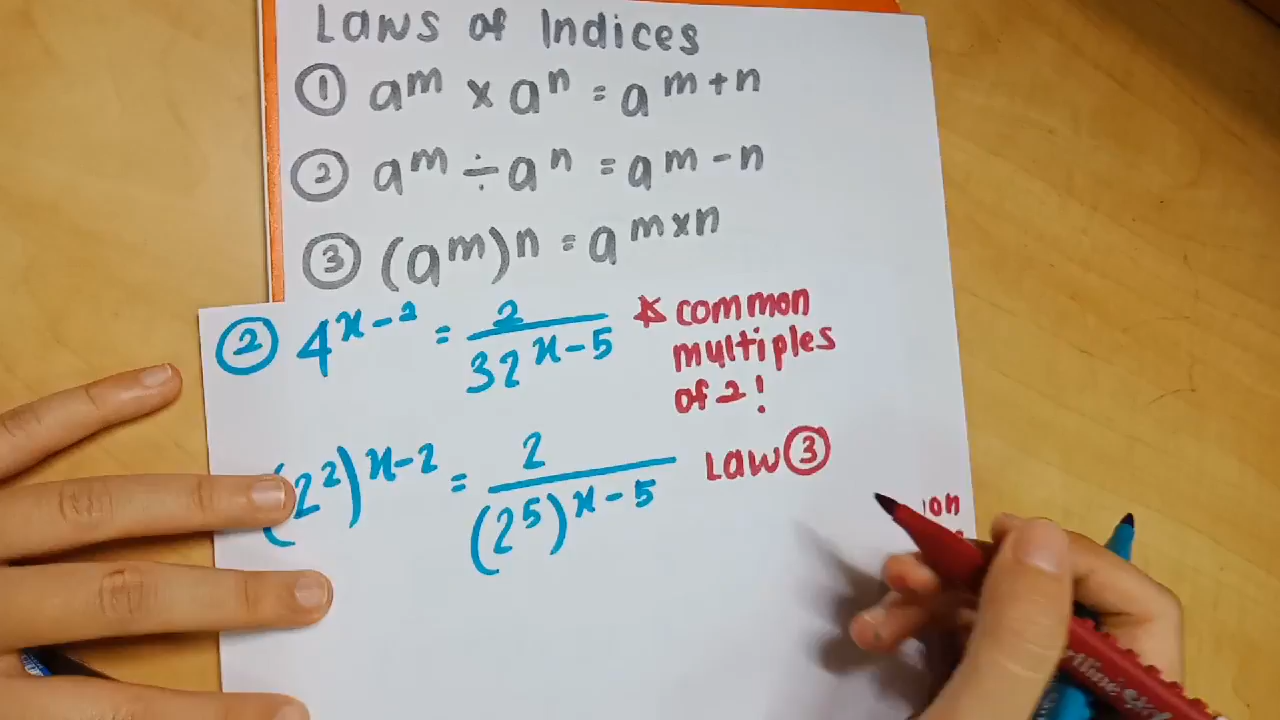 Laws of Indices
① a^m × a^n = a^(m+n)
② a^m ÷ a^n = a^(m-n)
③ (a^m)^n = a^(m×n)
② 4^(x-2) = 2/32^(x-5) * common
multiples
of 2!
(2^2)^(x-2) = 2/(2^5)^(x-5) Law ③